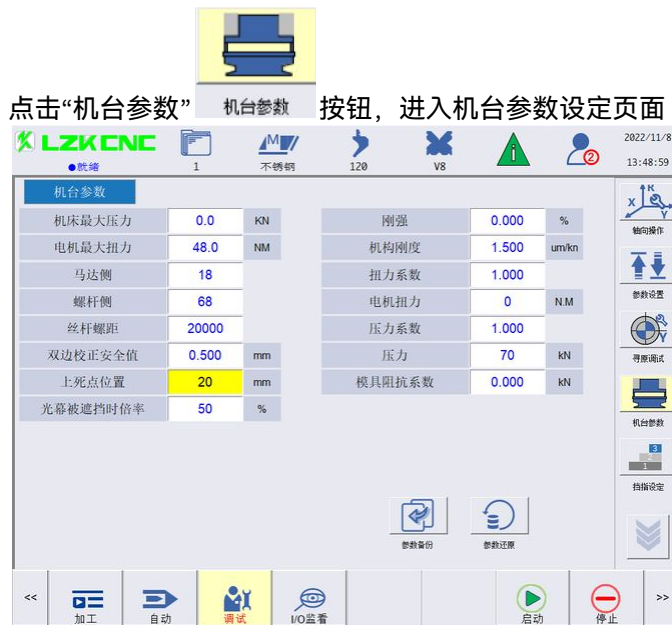 点击“机台参数” 机台参数 按钮，进入机台参数设定页面
LZK CNC
●就绪
1
不锈钢
120
V8
2
2022/11/8
13:48:59
机台参数
机床最大压力 0.0 KN 刚强 0.000 %
电机最大扭力 48.0 NM 机构刚度 1.500 um/kn
马达侧 18 扭力系数 1.000
螺杆侧 68 电机扭力 0 N.M
丝杆螺距 20000 压力系数 1.000
双边校正安全值 0.500 mm 压力 70 kN
上死点位置 20 mm 模具阻抗系数 0.000 kN
光幕被遮挡时倍率 50 %
参数备份 参数还原
X R Y
轴向操作
参数设置
Y
寻原调试
机台参数
3
2
1
挡指设定
<< 加工 自动 调试 I/O监看 启动 停止 >>